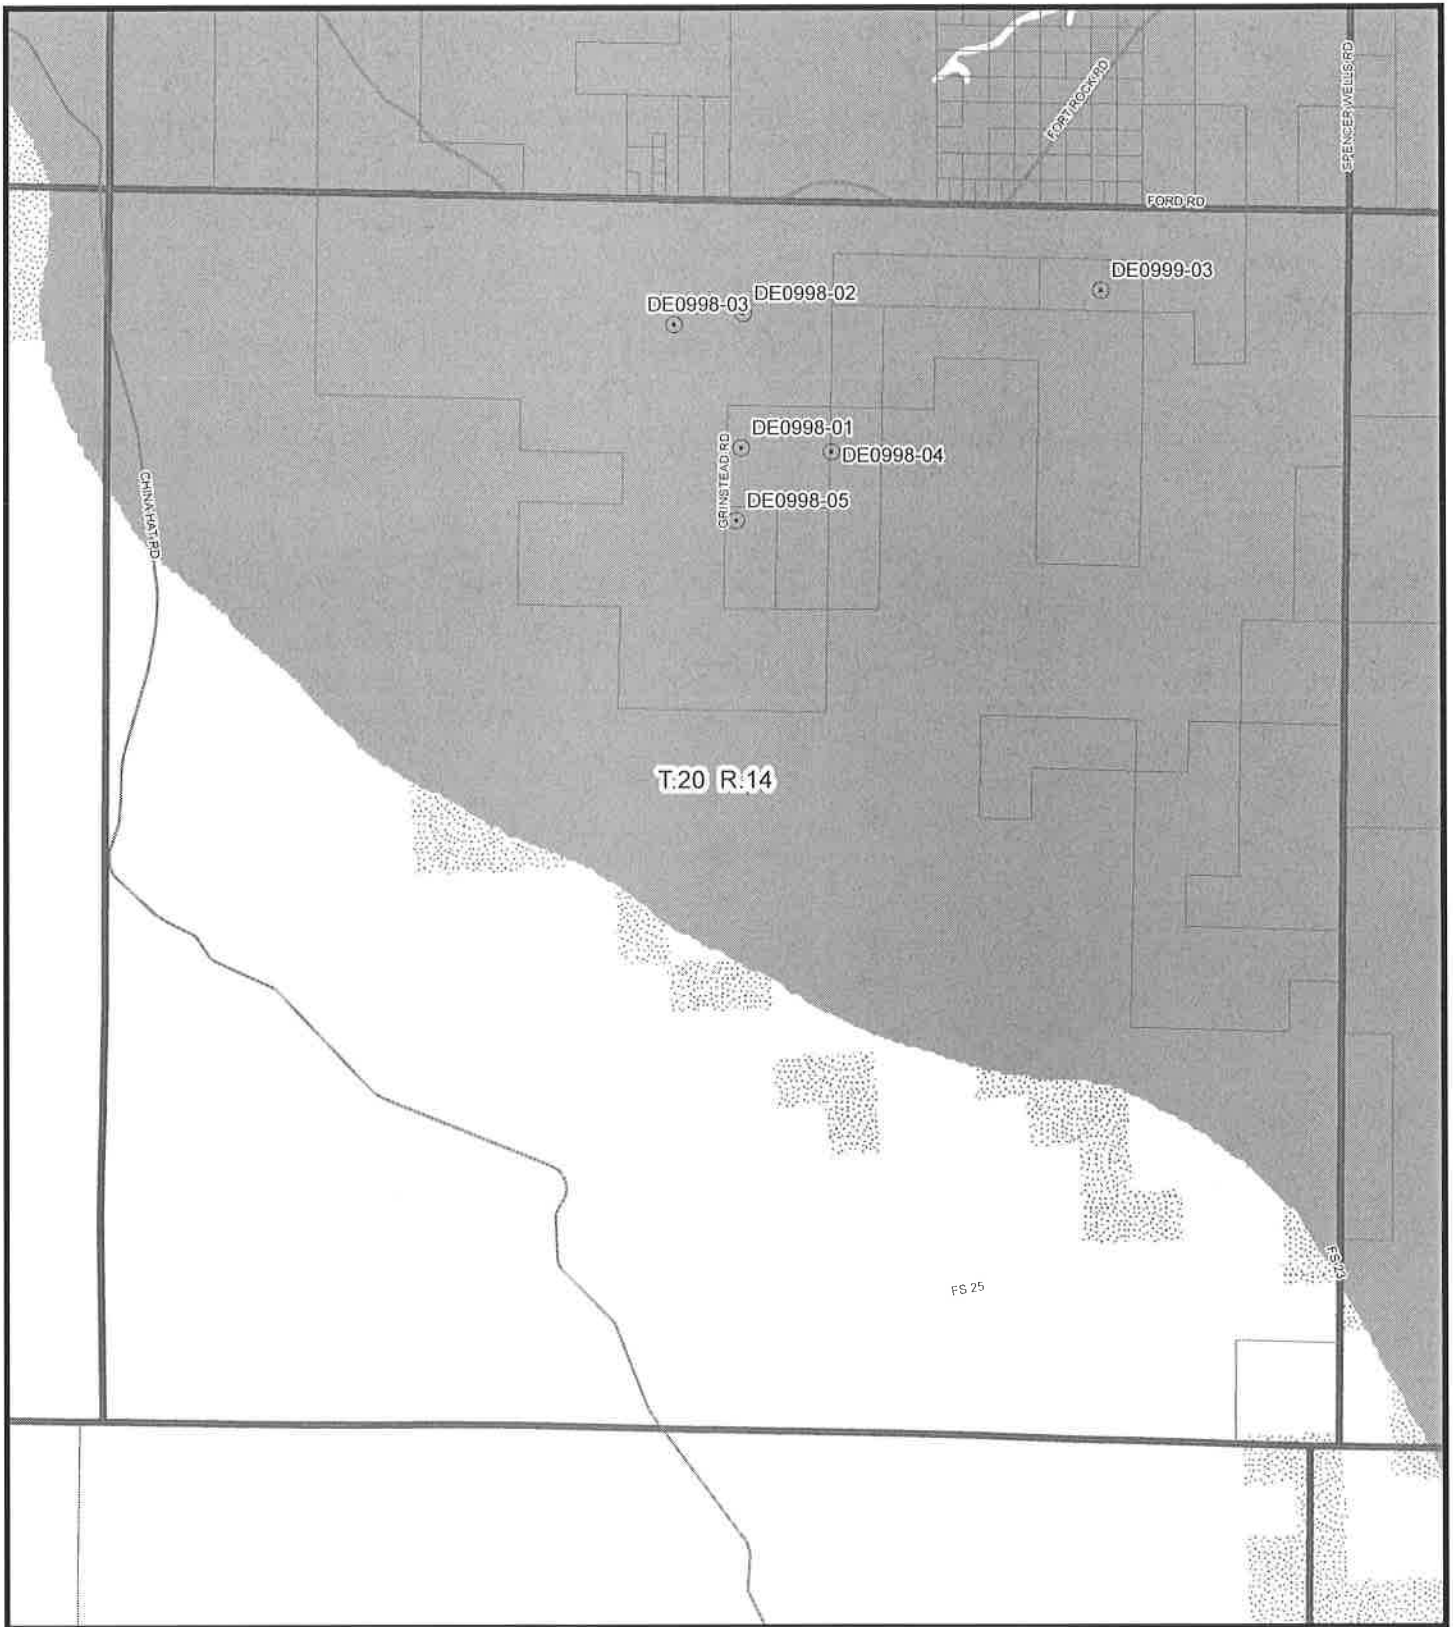 SPENCER WELLS RD
FORT ROCK RD
FORD RD
DE0999-03
DE0998-02
DE0998-03
DE0998-01
GRINSTEAD RD
DE0998-04
CHINA HAT RD
DE0998-05
T.20 R.14
FS 23
FS 25